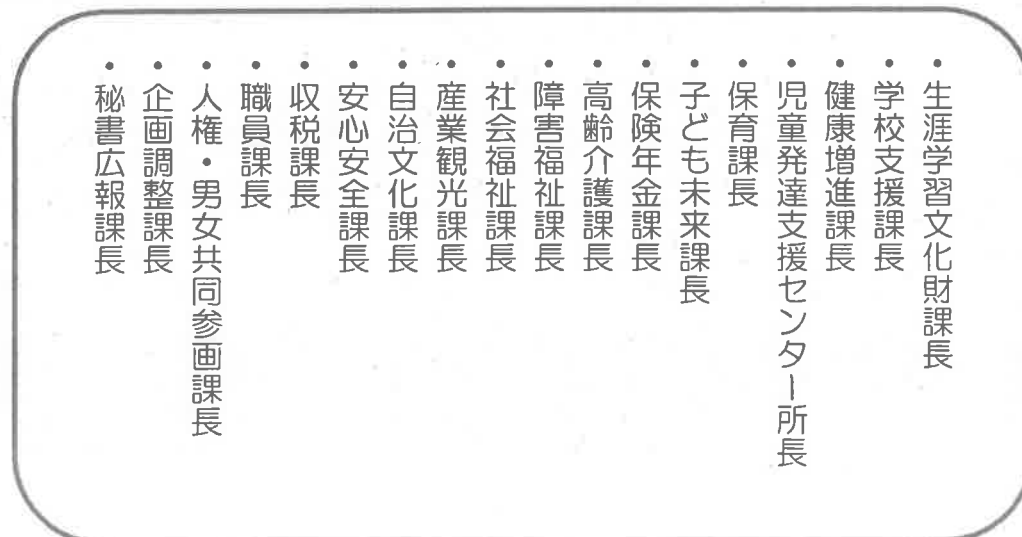 ・生涯学習文化財課長
・学校支援課長
・健康増進課長
・児童発達支援センター所長
・保育課長
・子ども未来課長
・保険年金課長
・高齢介護課長
・障害福祉課長
・社会福祉課長
・産業観光課長
・自治文化課長
・安心安全課長
・収税課長
・職員課長
・人権・男女共同参画課長
・企画調整課長
・秘書広報課長